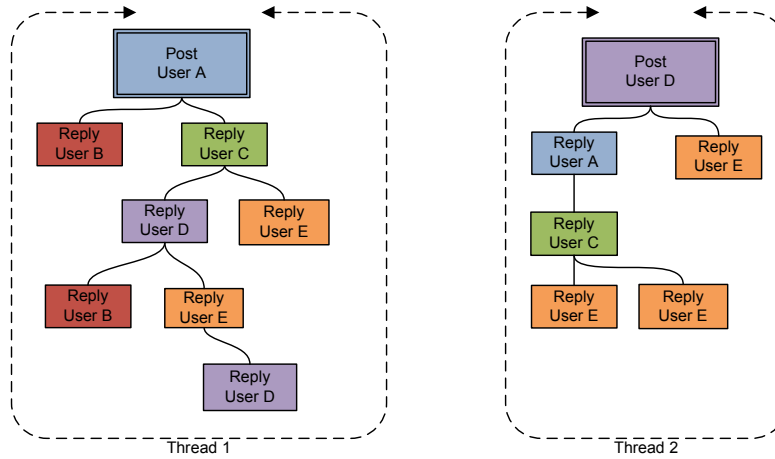 Post
User A
Reply
User B
Reply
User C
Reply
User D
Reply
User E
Reply
User B
Reply
User E
Reply
User D
Thread 1
Post
User D
Reply
User A
Reply
User E
Reply
User C
Reply
User E
Reply
User E
Thread 2